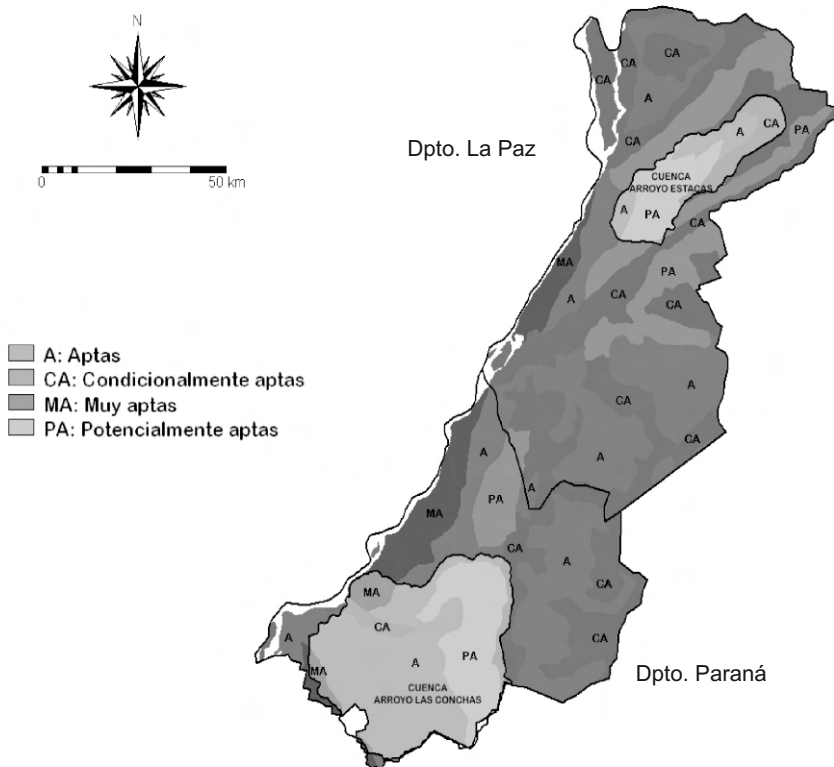 N
0 50 km
Dpto. La Paz
CA
CA
CA
A
CA
A
CA
PA
CUENCA
ARROYO ESTACAS
A
PA
CA
MA
PA
A
CA
CA
A: Aptas
CA: Condicionalmente aptas
MA: Muy aptas
PA: Potencialmente aptas
A
CA
CA
A
A
A
PA
MA
CA
A
CA
MA
CA
A
CA
A
PA
MA
Dpto. Paraná
CUENCA
ARROYO LAS CONCHAS